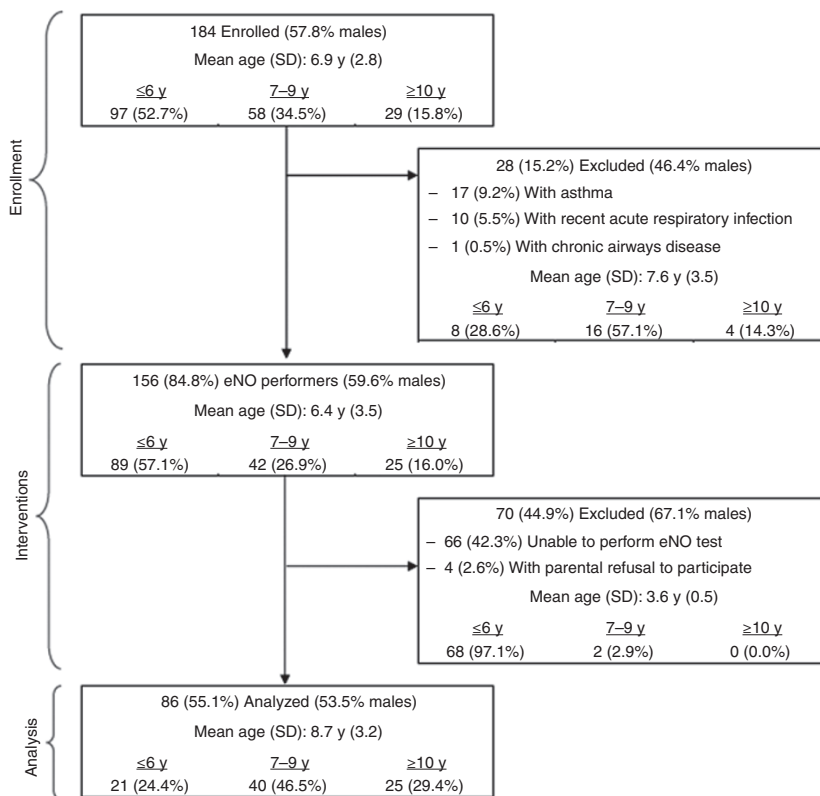 Enrollment
184 Enrolled (57.8% males)
Mean age (SD): 6.9 y (2.8)
≤6 y 7–9 y ≥10 y
97 (52.7%) 58 (34.5%) 29 (15.8%)
28 (15.2%) Excluded (46.4% males)
– 17 (9.2%) With asthma
– 10 (5.5%) With recent acute respiratory infection
– 1 (0.5%) With chronic airways disease
Mean age (SD): 7.6 y (3.5)
≤6 y 7–9 y ≥10 y
8 (28.6%) 16 (57.1%) 4 (14.3%)
Interventions
156 (84.8%) eNO performers (59.6% males)
Mean age (SD): 6.4 y (3.5)
≤6 y 7–9 y ≥10 y
89 (57.1%) 42 (26.9%) 25 (16.0%)
70 (44.9%) Excluded (67.1% males)
– 66 (42.3%) Unable to perform eNO test
– 4 (2.6%) With parental refusal to participate
Mean age (SD): 3.6 y (0.5)
≤6 y 7–9 y ≥10 y
68 (97.1%) 2 (2.9%) 0 (0.0%)
Analysis
86 (55.1%) Analyzed (53.5% males)
Mean age (SD): 8.7 y (3.2)
≤6 y 7–9 y ≥10 y
21 (24.4%) 40 (46.5%) 25 (29.4%)